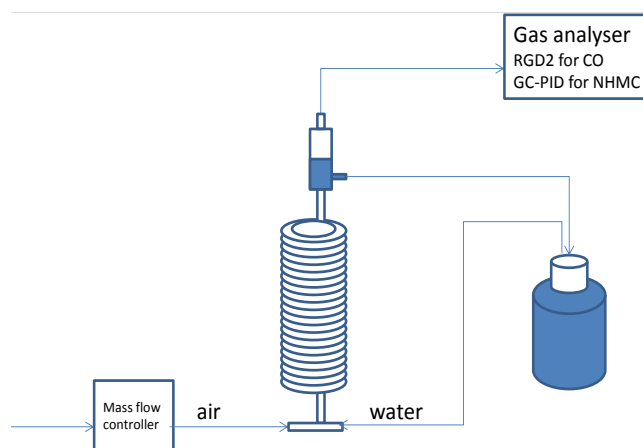 Gas analyser
RGD2 for CO
GC-PID for NHMC
Mass flow
controller
air
water